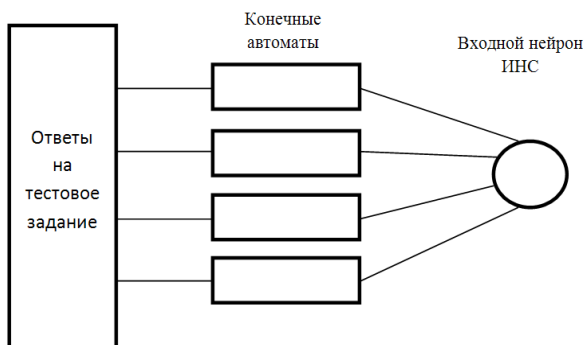 Конечные
автоматы
Входной нейрон
ИНС
Ответы
на
тестовое
задание